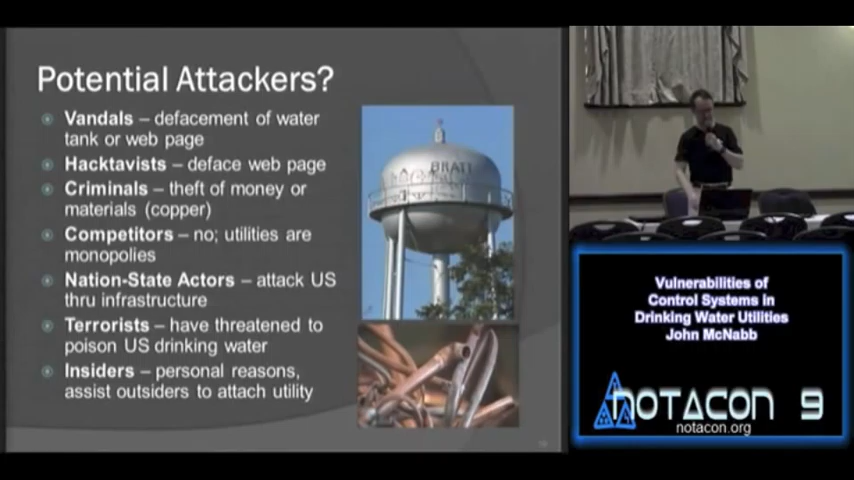 Potential Attackers?
Vandals – defacement of water
tank or web page
Hacktavists – deface web page
Criminals – theft of money or
materials (copper)
Competitors – no; utilities are
monopolies
Nation-State Actors – attack US
thru infrastructure
Terrorists – have threatened to
poison US drinking water
Insiders – personal reasons,
assist outsiders to attach utility
BRATT
Vulnerabilities of
Control Systems in
Drinking Water Utilities
John McNabb
NOTACON 9
notacon.org